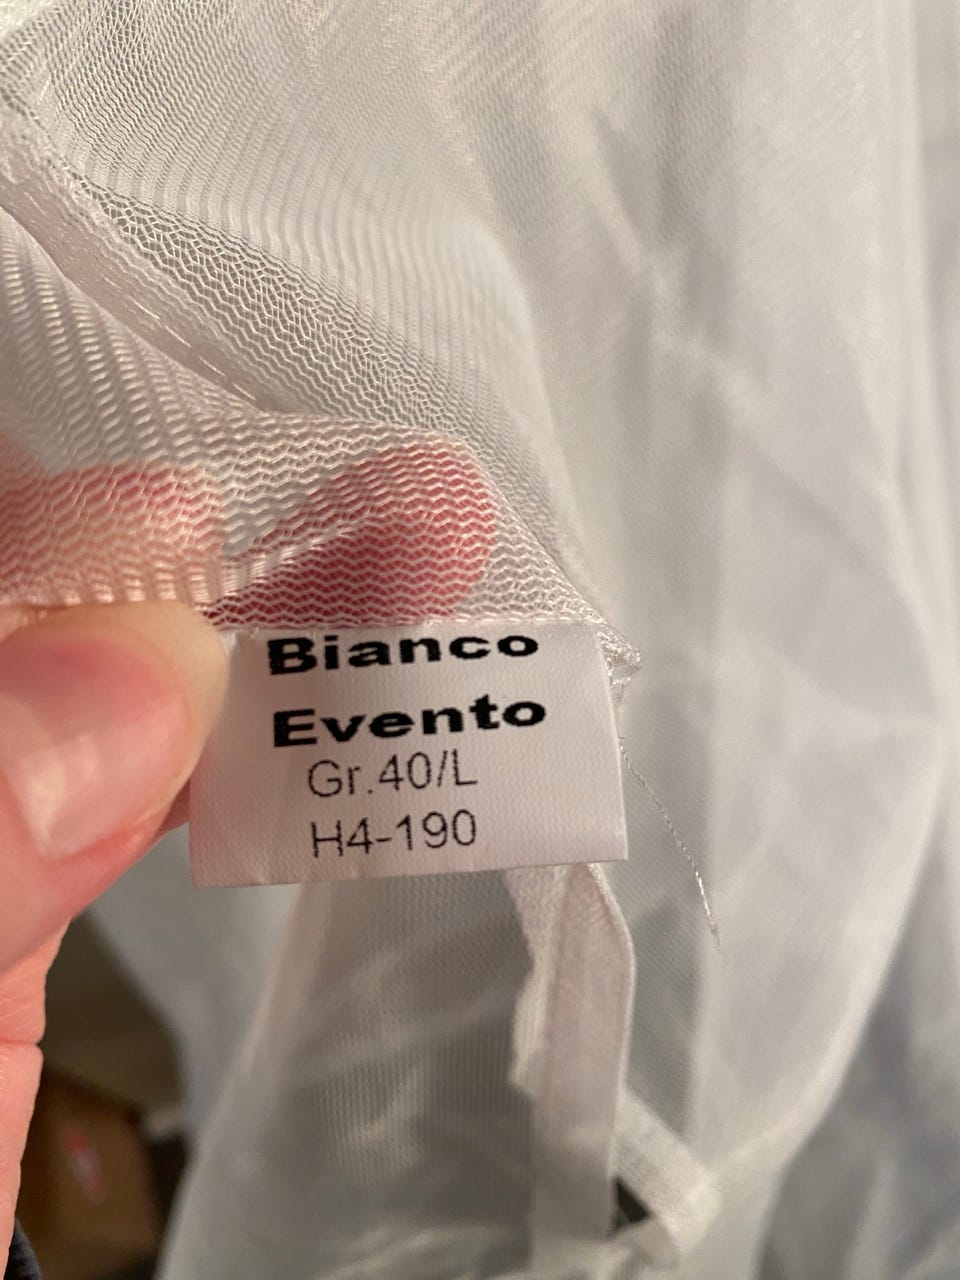 Bianco
Evento
Gr.40/L
H4-190